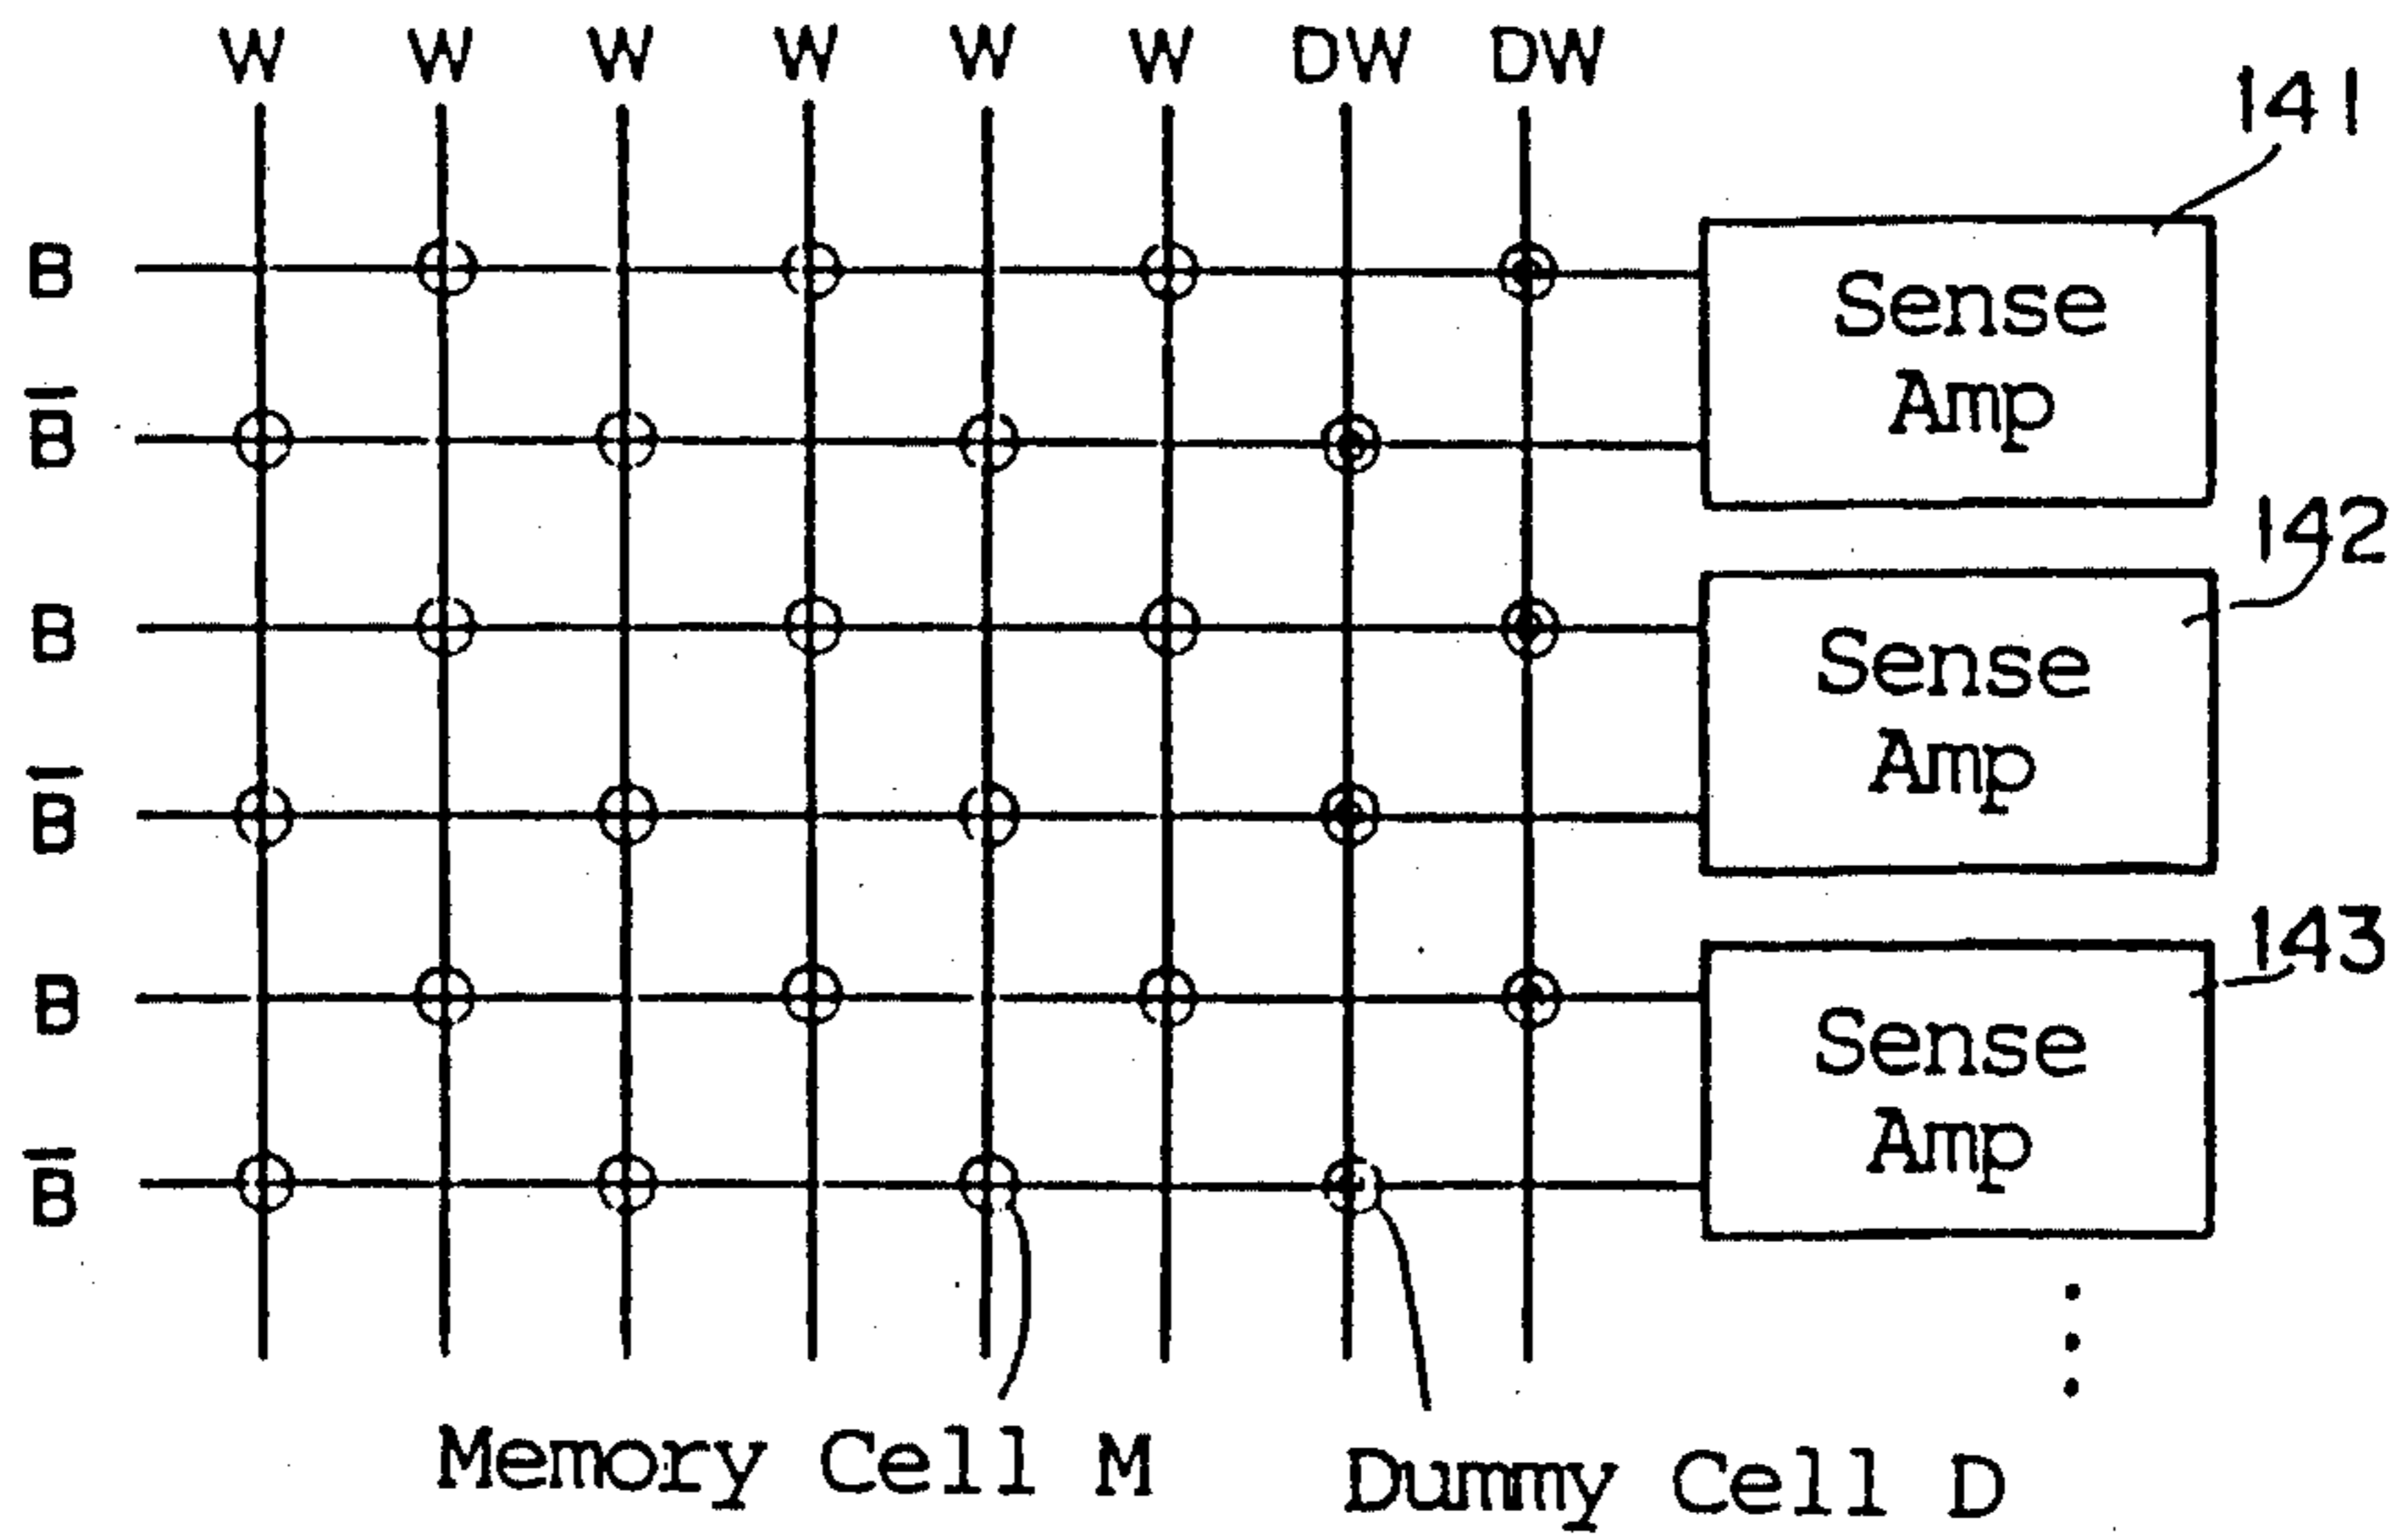 W W W W W W DW DW
141
B
Sense
Amp
B̅
142
B
Sense
Amp
B̅
143
B
Sense
Amp
B̅
Memory Cell M
Dummy Cell D